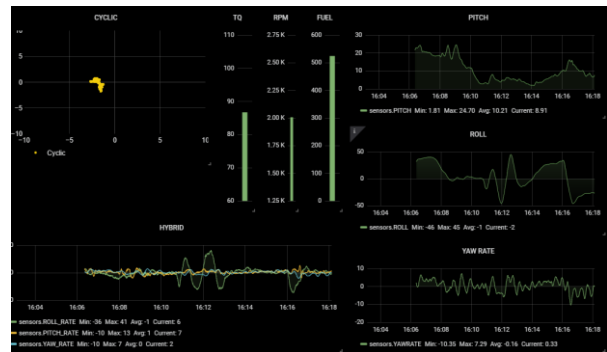 CYCLIC
10
5
0
-5
-10
-10 -5 0 5 10
Cyclic
TQ
110
100
90
80
70
60
RPM
2.75 K
2.50 K
2.25 K
2.00 K
1.75 K
1.50 K
1.25 K
FUEL
600
500
400
300
200
100
0
PITCH
30
20
10
0
16:04 16:06 16:08 16:10 16:12 16:14 16:16 16:18
sensors.PITCH Min: 1.81 Max: 24.70 Avg: 10.21 Current: 8.91
i
ROLL
50
0
-50
16:04 16:06 16:08 16:10 16:12 16:14 16:16 16:18
sensors.ROLL Min: -46 Max: 45 Avg: -1 Current: -2
HYBRID
0
0
0
16:04 16:06 16:08 16:10 16:12 16:14 16:16 16:18
sensors.ROLL_RATE Min: -36 Max: 41 Avg: -1 Current: 6
sensors.PITCH_RATE Min: -10 Max: 13 Avg: 1 Current: 7
sensors.YAW_RATE Min: -10 Max: 7 Avg: 0 Current: 2
YAW RATE
10
0
-10
-20
16:04 16:06 16:08 16:10 16:12 16:14 16:16 16:18
sensors.YAWRATE Min: -10.35 Max: 7.29 Avg: -0.16 Current: 0.33